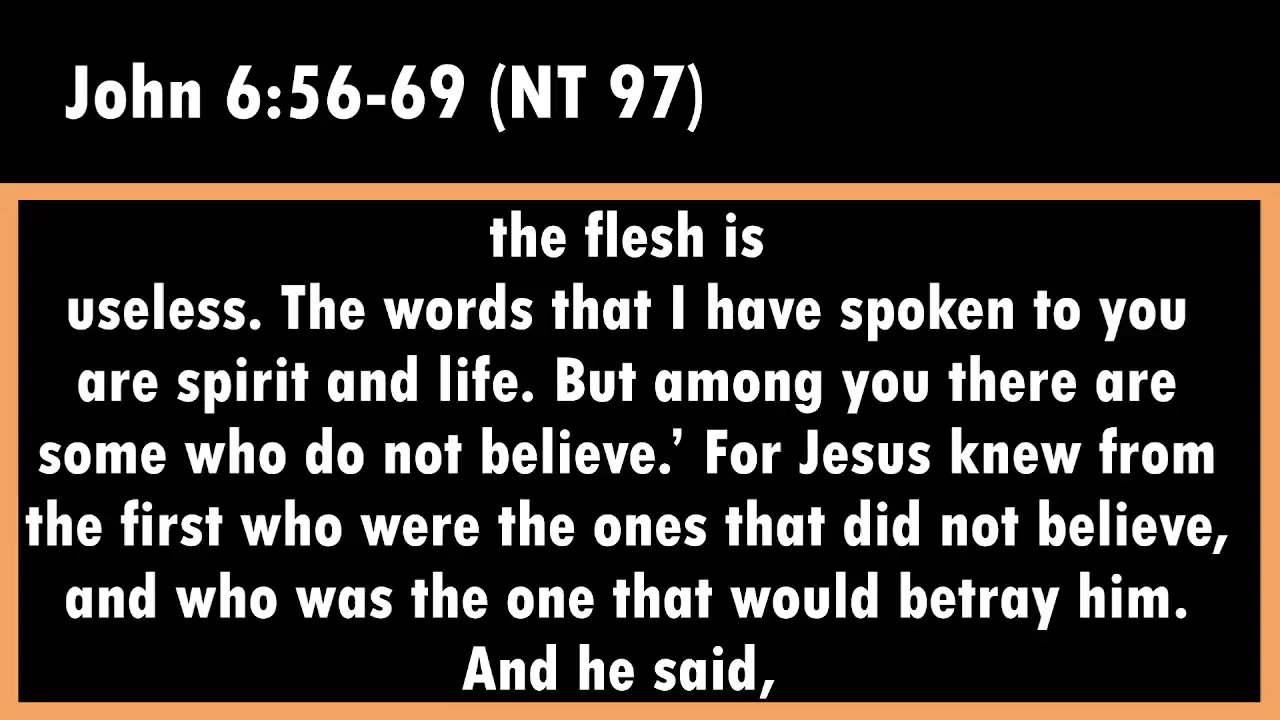 John 6:56-69 (NT 97)
the flesh is
useless. The words that I have spoken to you
are spirit and life. But among you there are
some who do not believe.’ For Jesus knew from
the first who were the ones that did not believe,
and who was the one that would betray him.
And he said,